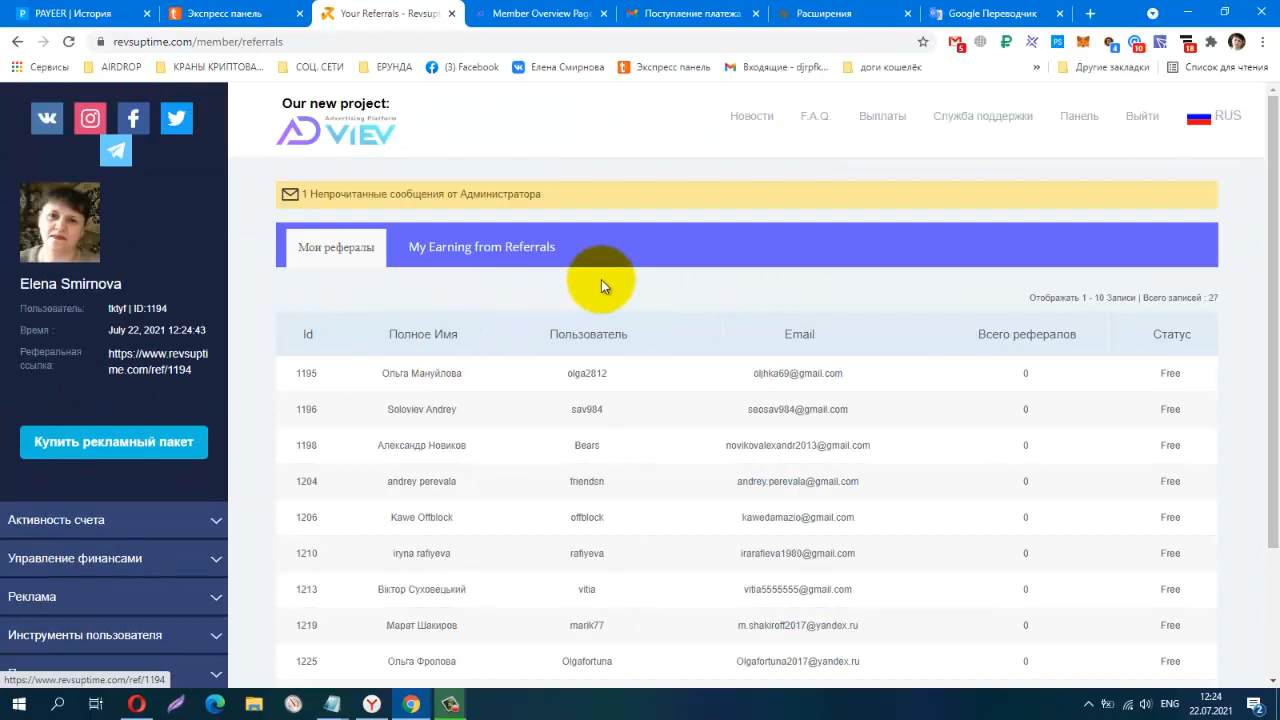 PAYEER | История
Экспресс панель
Your Referrals - Revsupt
Member Overview Page
Поступление платежа
Расширения
Google Переводчик
revsuptime.com/member/referrals
Сервисы
AIRDROP
КРАНЫ КРИПТОВА...
СОЦ. СЕТИ
ЕРУНДА
(3) Facebook
Елена Смирнова
Экспресс панель
Входящие - djrpfk...
доги кошелёк
»
Другие закладки
Список для чтения
Our new project:
Advertising Platform
ADVIEV
Новости
F.A.Q.
Выплаты
Служба поддержки
Панель
Выйти
RUS
1 Непрочитанные сообщения от Администратора
Мои рефералы
My Earning from Referrals
Elena Smirnova
Пользователь: tktyf | ID:1194
Время : July 22, 2021 12:24:43
Реферальная ссылка: https://www.revsupti
me.com/ref/1194
Купить рекламный пакет
Активность счета
Управление финансами
Реклама
Инструменты пользователя
https://www.revsuptime.com/ref/1194
Отображать 1 - 10 Записи | Всего записей : 27
Id Полное Имя Пользователь Email Всего рефералов Статус
1195 Ольга Мануйлова olga2812 oljhka69@gmail.com 0 Free
1196 Soloviev Andrey sav984 seosav984@gmail.com 0 Free
1198 Александр Новиков Bears novikovalexandr2013@gmail.com 0 Free
1204 andrey perevala friendsn andrey.perevala@gmail.com 0 Free
1206 Kawe Offblock offblock kawedamazio@gmail.com 0 Free
1210 iryna rafiyeva rafiyeva irarafieva1980@gmail.com 0 Free
1213 Віктор Суховецький vitia vitia5555555@gmail.com 0 Free
1219 Марат Шакиров marik77 m.shakiroff2017@yandex.ru 0 Free
1225 Ольга Фролова Olgafortuna Olgafortuna2017@yandex.ru 0 Free
ENG
12:24
22.07.2021